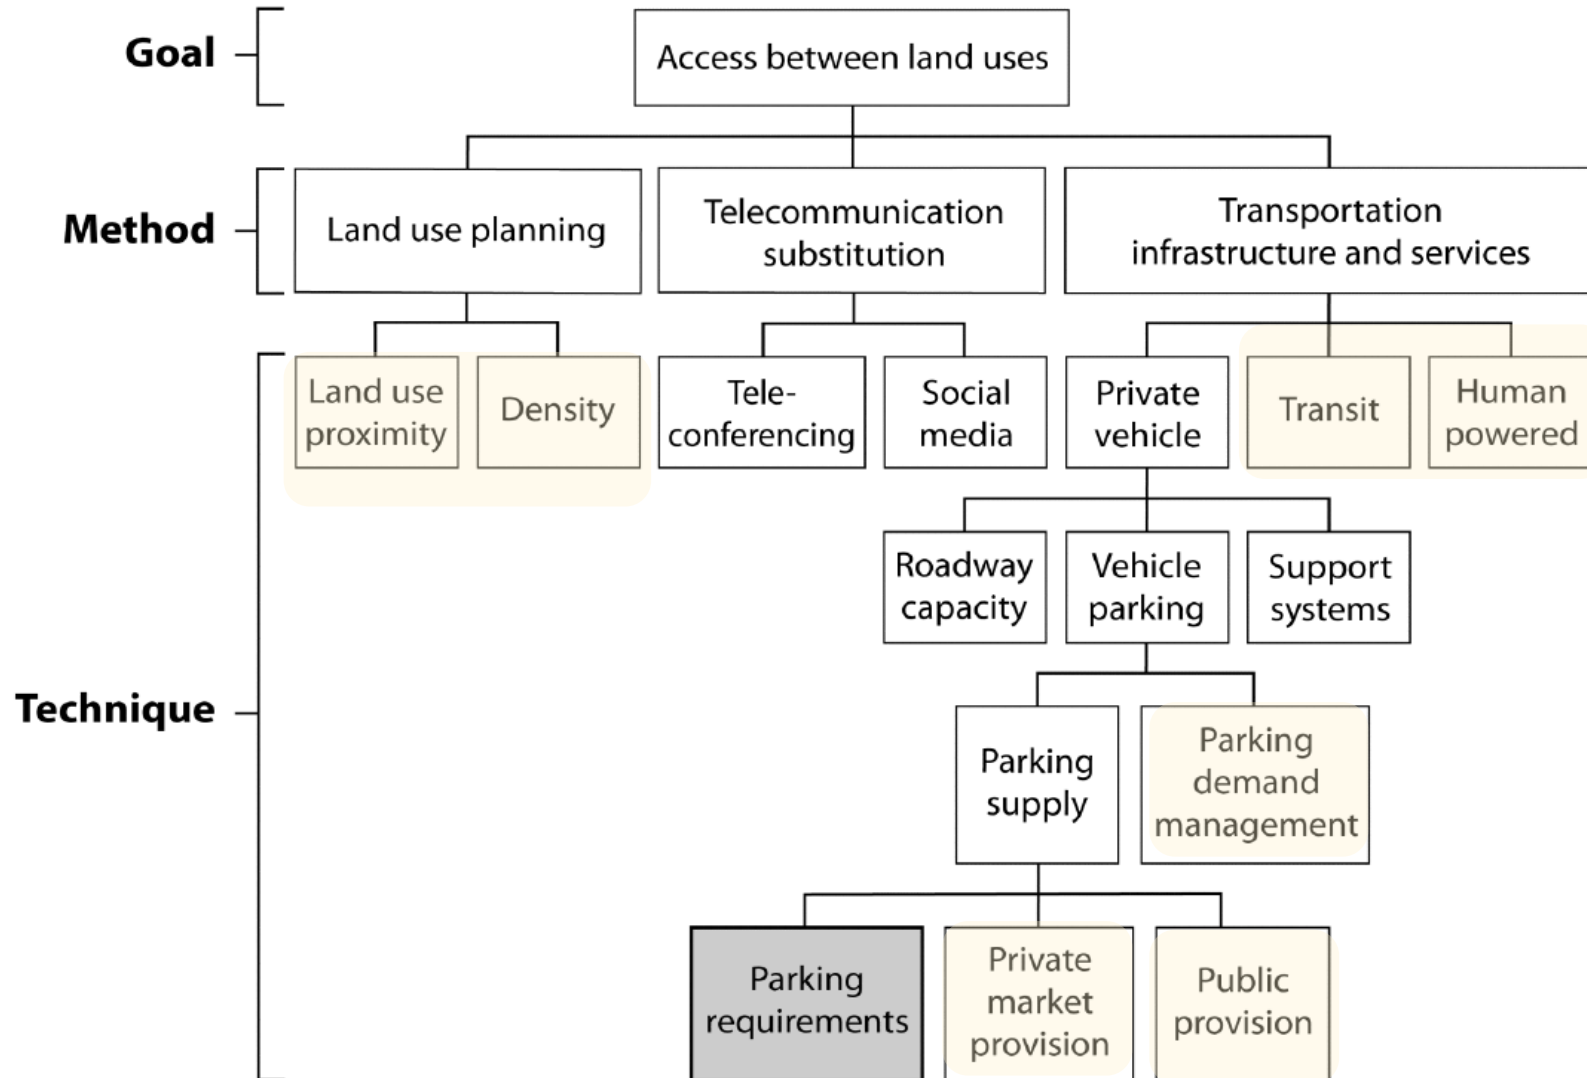 Goal
Access between land uses
Method
Land use planning
Telecommunication
substitution
Transportation
infrastructure and services
Technique
Land use
proximity
Density
Tele-
conferencing
Social
media
Private
vehicle
Transit
Human
powered
Roadway
capacity
Vehicle
parking
Support
systems
Parking
supply
Parking
demand
management
Parking
requirements
Private
market
provision
Public
provision